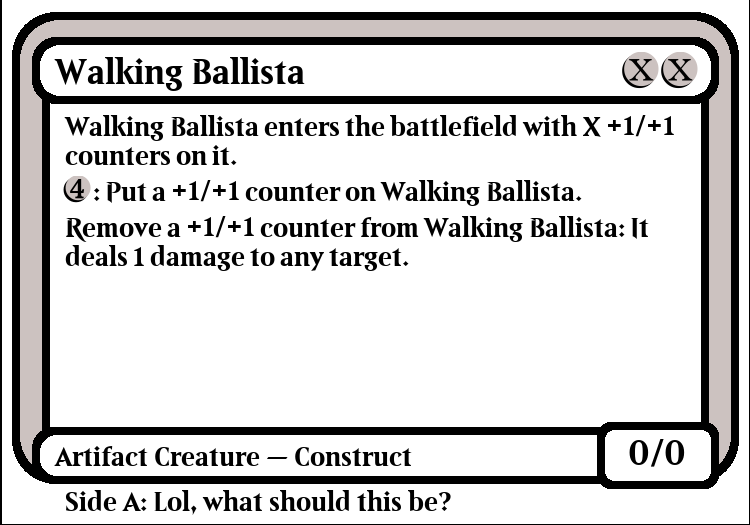 Walking Ballista X X
Walking Ballista enters the battlefield with X +1/+1
counters on it.
4 : Put a +1/+1 counter on Walking Ballista.
Remove a +1/+1 counter from Walking Ballista: It
deals 1 damage to any target.
Artifact Creature — Construct 0/0
Side A: Lol, what should this be?